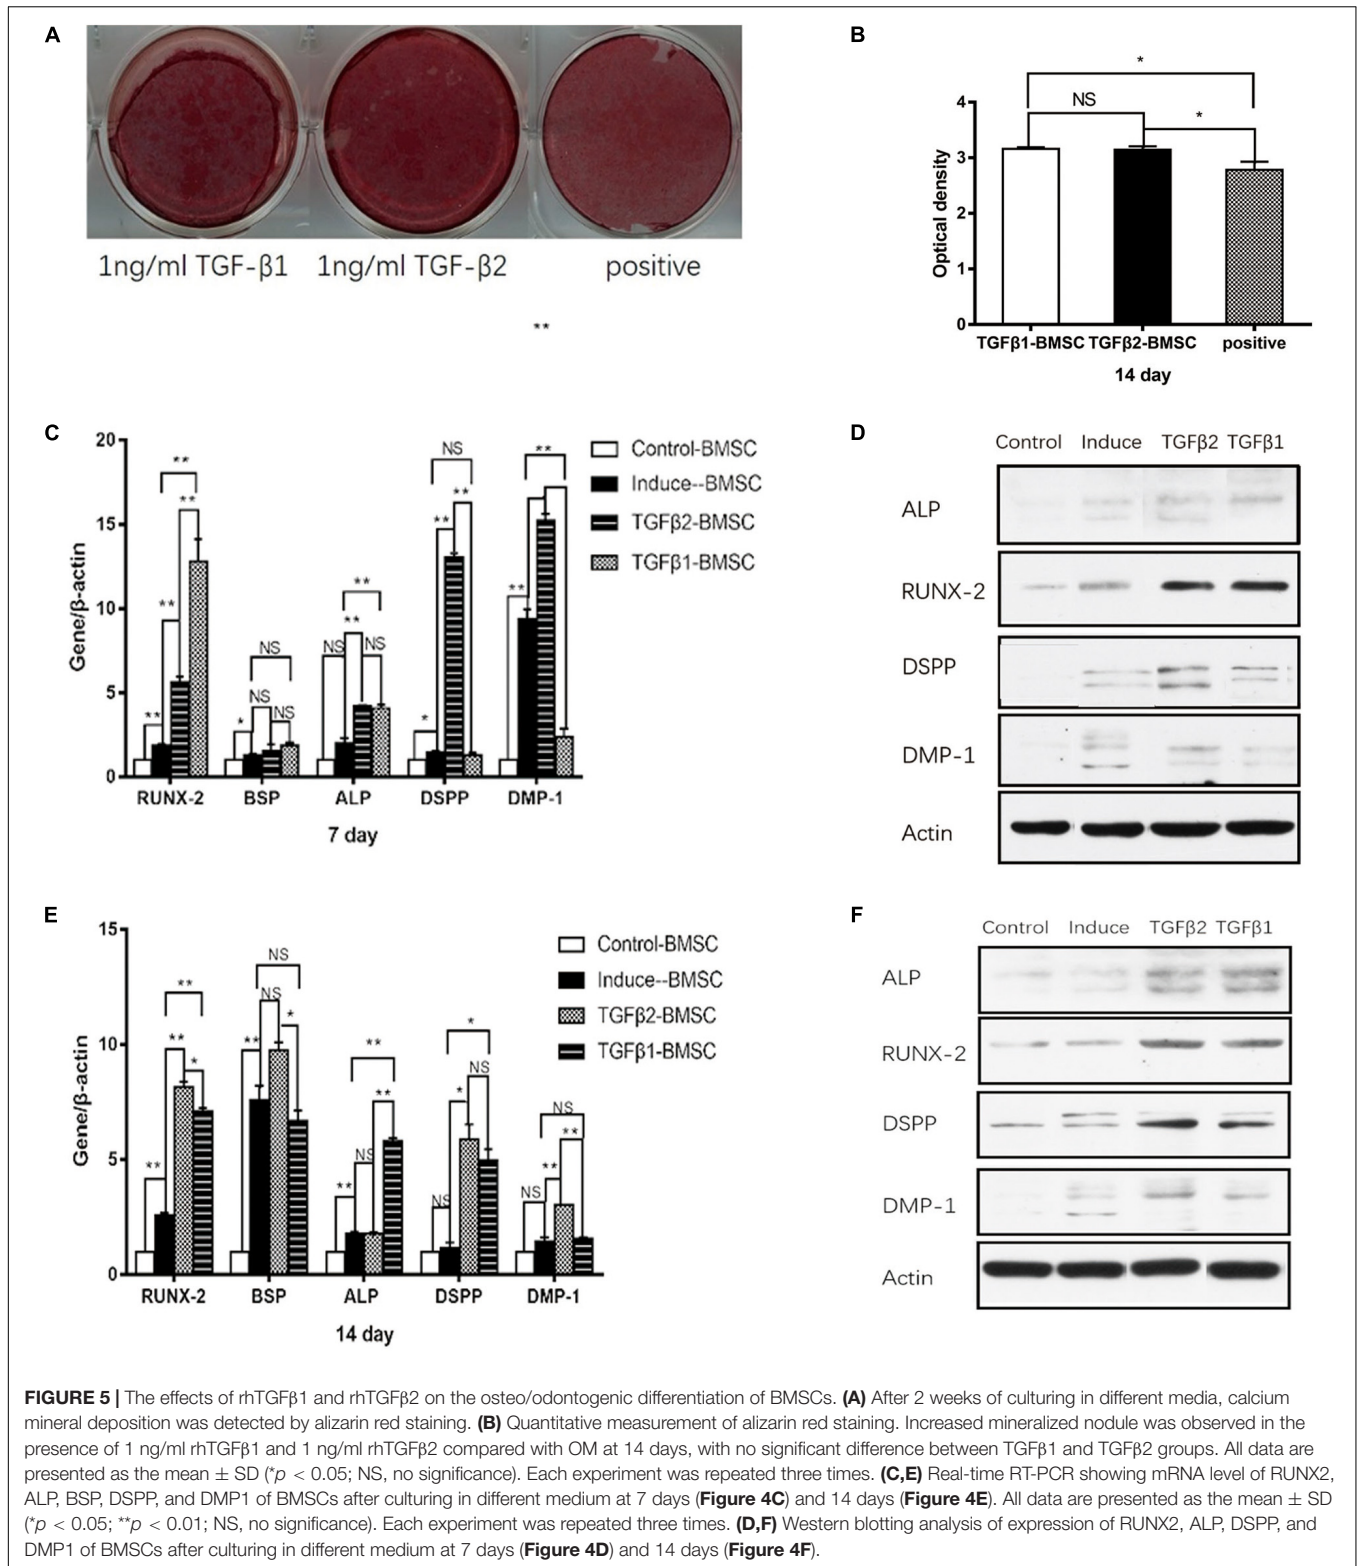 A
1ng/ml TGF-β1 1ng/ml TGF-β2 positive
**
B
*
NS
*
4
3
2
1
0
Optical density
TGFβ1-BMSC TGFβ2-BMSC positive
14 day
C
20
15
10
5
0
Gene/β-actin
**
**
**
**
NS
NS
*
NS
**
**
NS
NS
NS
**
**
*
**
**
Control-BMSC
Induce--BMSC
TGFβ2-BMSC
TGFβ1-BMSC
RUNX-2 BSP ALP DSPP DMP-1
7 day
D
Control Induce TGFβ2 TGFβ1
ALP
RUNX-2
DSPP
DMP-1
Actin
E
15
10
5
0
Gene/β-actin
**
**
*
**
NS
NS
*
**
**
**
NS
**
*
NS
*
NS
NS
**
**
NS
Control-BMSC
Induce--BMSC
TGFβ2-BMSC
TGFβ1-BMSC
RUNX-2 BSP ALP DSPP DMP-1
14 day
F
Control Induce TGFβ2 TGFβ1
ALP
RUNX-2
DSPP
DMP-1
Actin
FIGURE 5 | The effects of rhTGFβ1 and rhTGFβ2 on the osteo/odontogenic differentiation of BMSCs. (A) After 2 weeks of culturing in different media, calcium
mineral deposition was detected by alizarin red staining. (B) Quantitative measurement of alizarin red staining. Increased mineralized nodule was observed in the
presence of 1 ng/ml rhTGFβ1 and 1 ng/ml rhTGFβ2 compared with OM at 14 days, with no significant difference between TGFβ1 and TGFβ2 groups. All data are
presented as the mean ± SD (*p < 0.05; NS, no significance). Each experiment was repeated three times. (C,E) Real-time RT-PCR showing mRNA level of RUNX2,
ALP, BSP, DSPP, and DMP1 of BMSCs after culturing in different medium at 7 days (Figure 4C) and 14 days (Figure 4E). All data are presented as the mean ± SD
(*p < 0.05; **p < 0.01; NS, no significance). Each experiment was repeated three times. (D,F) Western blotting analysis of expression of RUNX2, ALP, DSPP, and
DMP1 of BMSCs after culturing in different medium at 7 days (Figure 4D) and 14 days (Figure 4F).